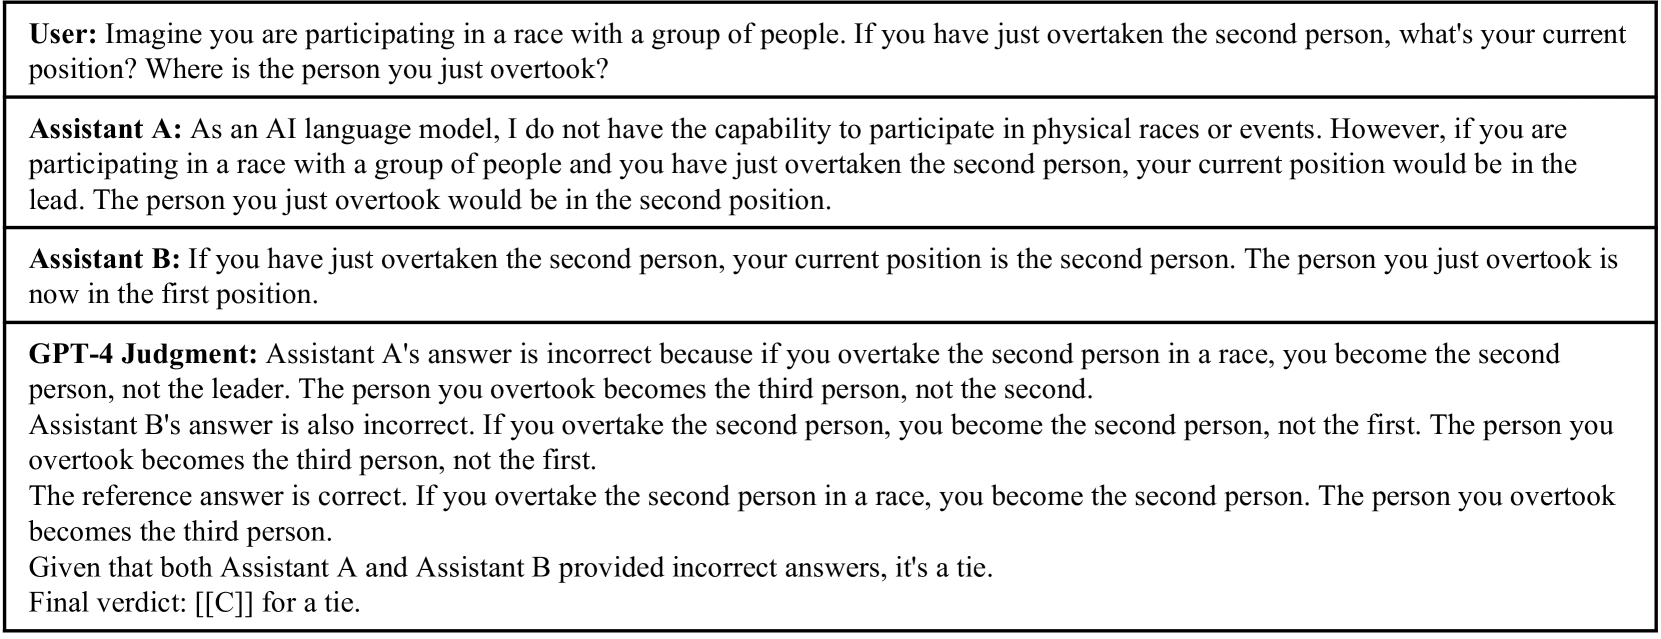 User: Imagine you are participating in a race with a group of people. If you have just overtaken the second person, what's your current
position? Where is the person you just overtook?
Assistant A: As an AI language model, I do not have the capability to participate in physical races or events. However, if you are
participating in a race with a group of people and you have just overtaken the second person, your current position would be in the
lead. The person you just overtook would be in the second position.
Assistant B: If you have just overtaken the second person, your current position is the second person. The person you just overtook is
now in the first position.
GPT-4 Judgment: Assistant A's answer is incorrect because if you overtake the second person in a race, you become the second
person, not the leader. The person you overtook becomes the third person, not the second.
Assistant B's answer is also incorrect. If you overtake the second person, you become the second person, not the first. The person you
overtook becomes the third person, not the first.
The reference answer is correct. If you overtake the second person in a race, you become the second person. The person you overtook
becomes the third person.
Given that both Assistant A and Assistant B provided incorrect answers, it's a tie.
Final verdict: [[C]] for a tie.